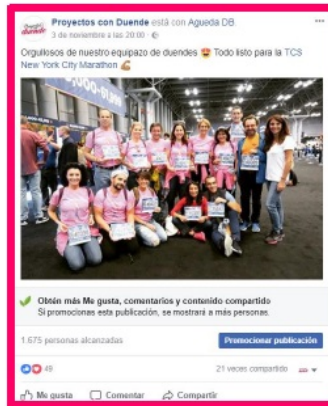 Proyectos con Duende está con Agueda DB.
3 de noviembre a las 20:00
Orgullosos de nuestro equipazo de duendes 😍 Todo listo para la TCS
New York City Marathon 💪
Obtén más Me gusta, comentarios y contenido compartido
Si promocionas esta publicación, se mostrará a más personas.
1.675 personas alcanzadas
Promocionar publicación
49
21 veces compartido
Me gusta Comentar Compartir